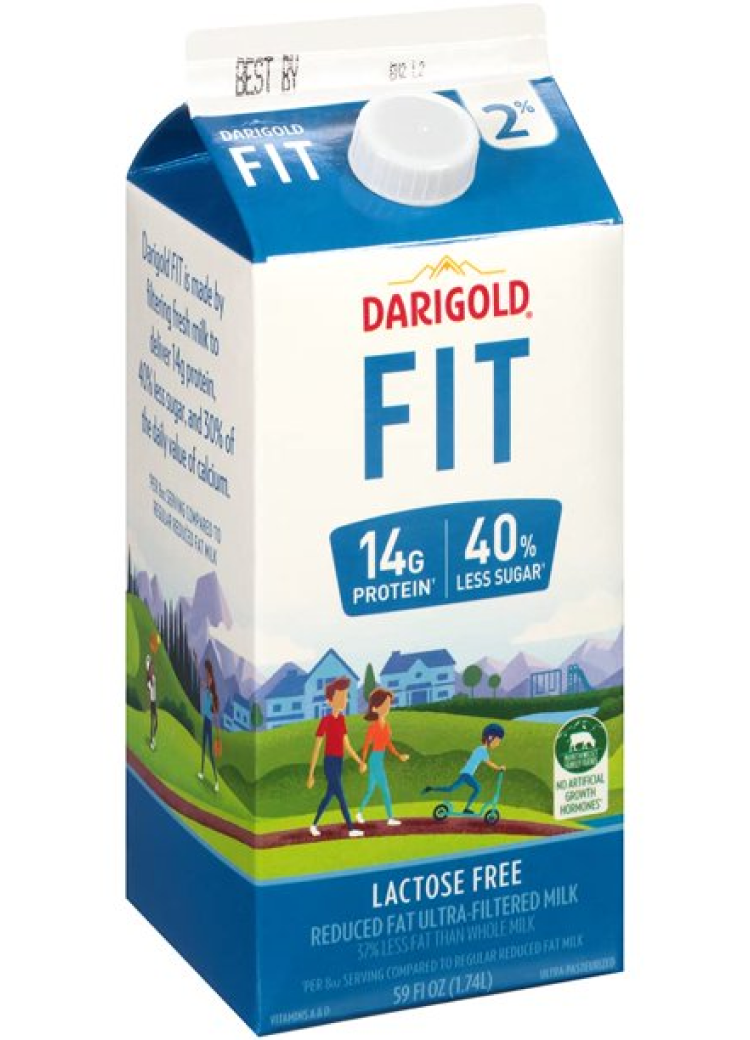 BEST BY
DARIGOLD
FIT
2%
DARIGOLD®
FIT
14G
PROTEIN†
40%
LESS SUGAR†
NORTHWEST
FAMILY FARMS
NO ARTIFICIAL
GROWTH
HORMONES*
LACTOSE FREE
REDUCED FAT ULTRA-FILTERED MILK
37% LESS FAT THAN WHOLE MILK
†PER 8oz SERVING COMPARED TO REGULAR REDUCED FAT MILK
59 Fl OZ (1.74L)
ULTRA-PASTEURIZED
VITAMINS A & D
Darigold FIT is made by
filtering fresh milk to
deliver 14g protein,
40% less sugar, and 30% of
the daily value of calcium.
PER 8oz SERVING COMPARED TO
REGULAR REDUCED FAT MILK